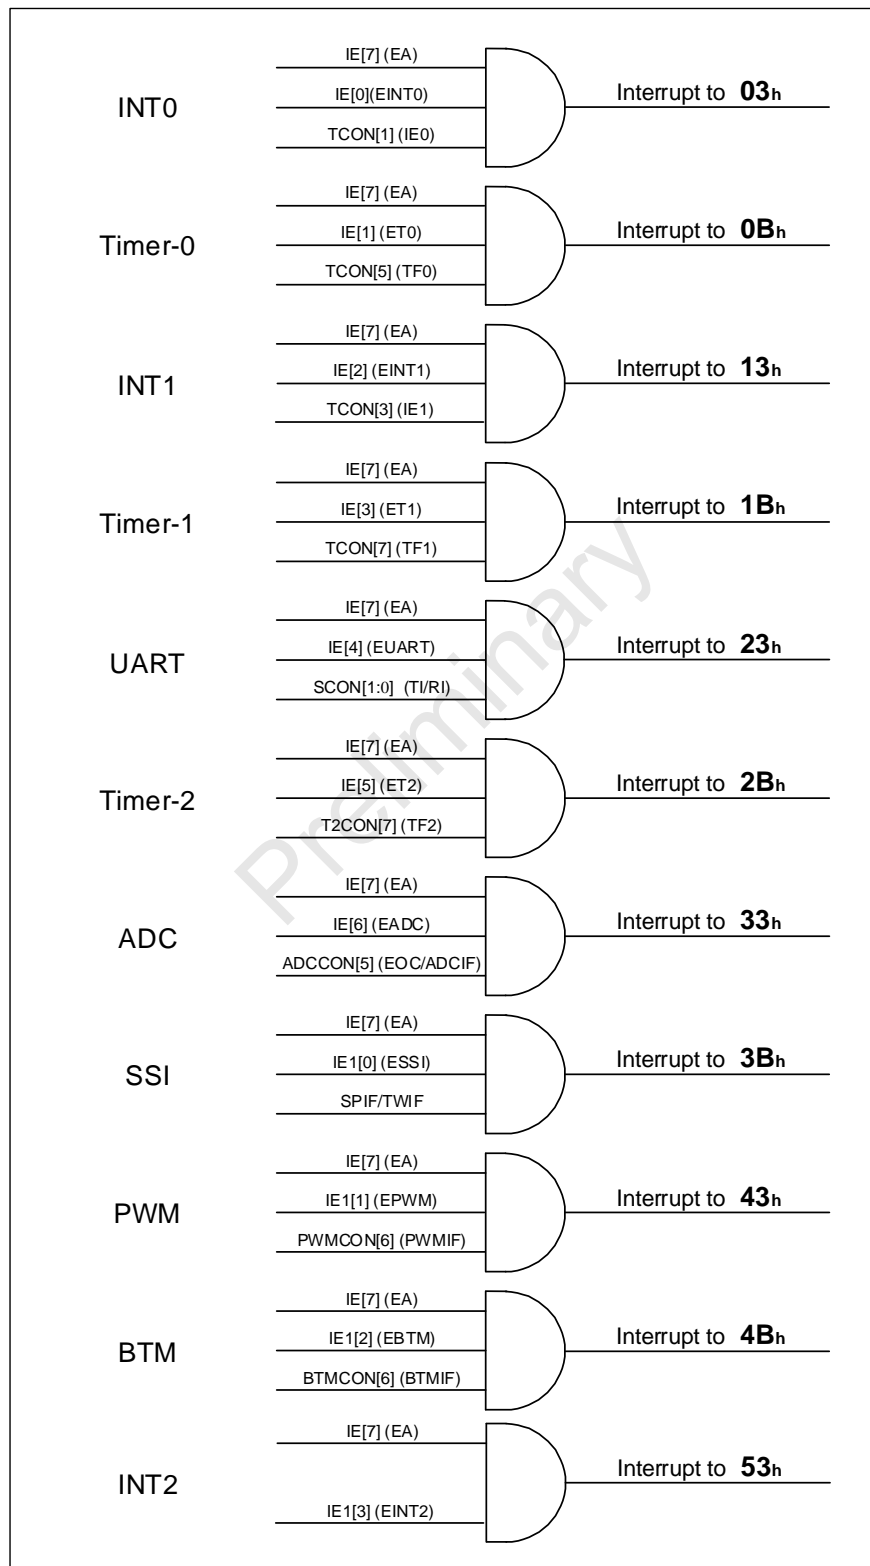 IE[7] (EA)
INT0
IE[0](EINT0)
Interrupt to 03h
TCON[1] (IE0)
IE[7] (EA)
Timer-0
IE[1] (ET0)
Interrupt to 0Bh
TCON[5] (TF0)
IE[7] (EA)
INT1
IE[2] (EINT1)
Interrupt to 13h
TCON[3] (IE1)
IE[7] (EA)
Timer-1
IE[3] (ET1)
Interrupt to 1Bh
TCON[7] (TF1)
IE[7] (EA)
UART
IE[4] (EUART)
Interrupt to 23h
SCON[1:0] (TI/RI)
IE[7] (EA)
Timer-2
IE[5] (ET2)
Interrupt to 2Bh
T2CON[7] (TF2)
IE[7] (EA)
ADC
IE[6] (EADC)
Interrupt to 33h
ADCCON[5] (EOC/ADCIF)
IE[7] (EA)
SSI
IE1[0] (ESSI)
Interrupt to 3Bh
SPIF/TWIF
IE[7] (EA)
PWM
IE1[1] (EPWM)
Interrupt to 43h
PWMCON[6] (PWMIF)
IE[7] (EA)
BTM
IE1[2] (EBTM)
Interrupt to 4Bh
BTMCON[6] (BTMIF)
IE[7] (EA)
INT2
Interrupt to 53h
IE1[3] (EINT2)
Preliminary